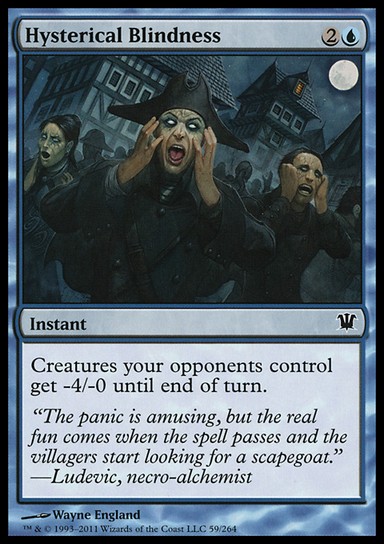 Hysterical Blindness 2
Instant
Creatures your opponents control
get -4/-0 until end of turn.
“The panic is amusing, but the real
fun comes when the spell passes and the
villagers start looking for a scapegoat.”
—Ludevic, necro-alchemist
Wayne England
™ & © 1993–2011 Wizards of the Coast LLC 59/264